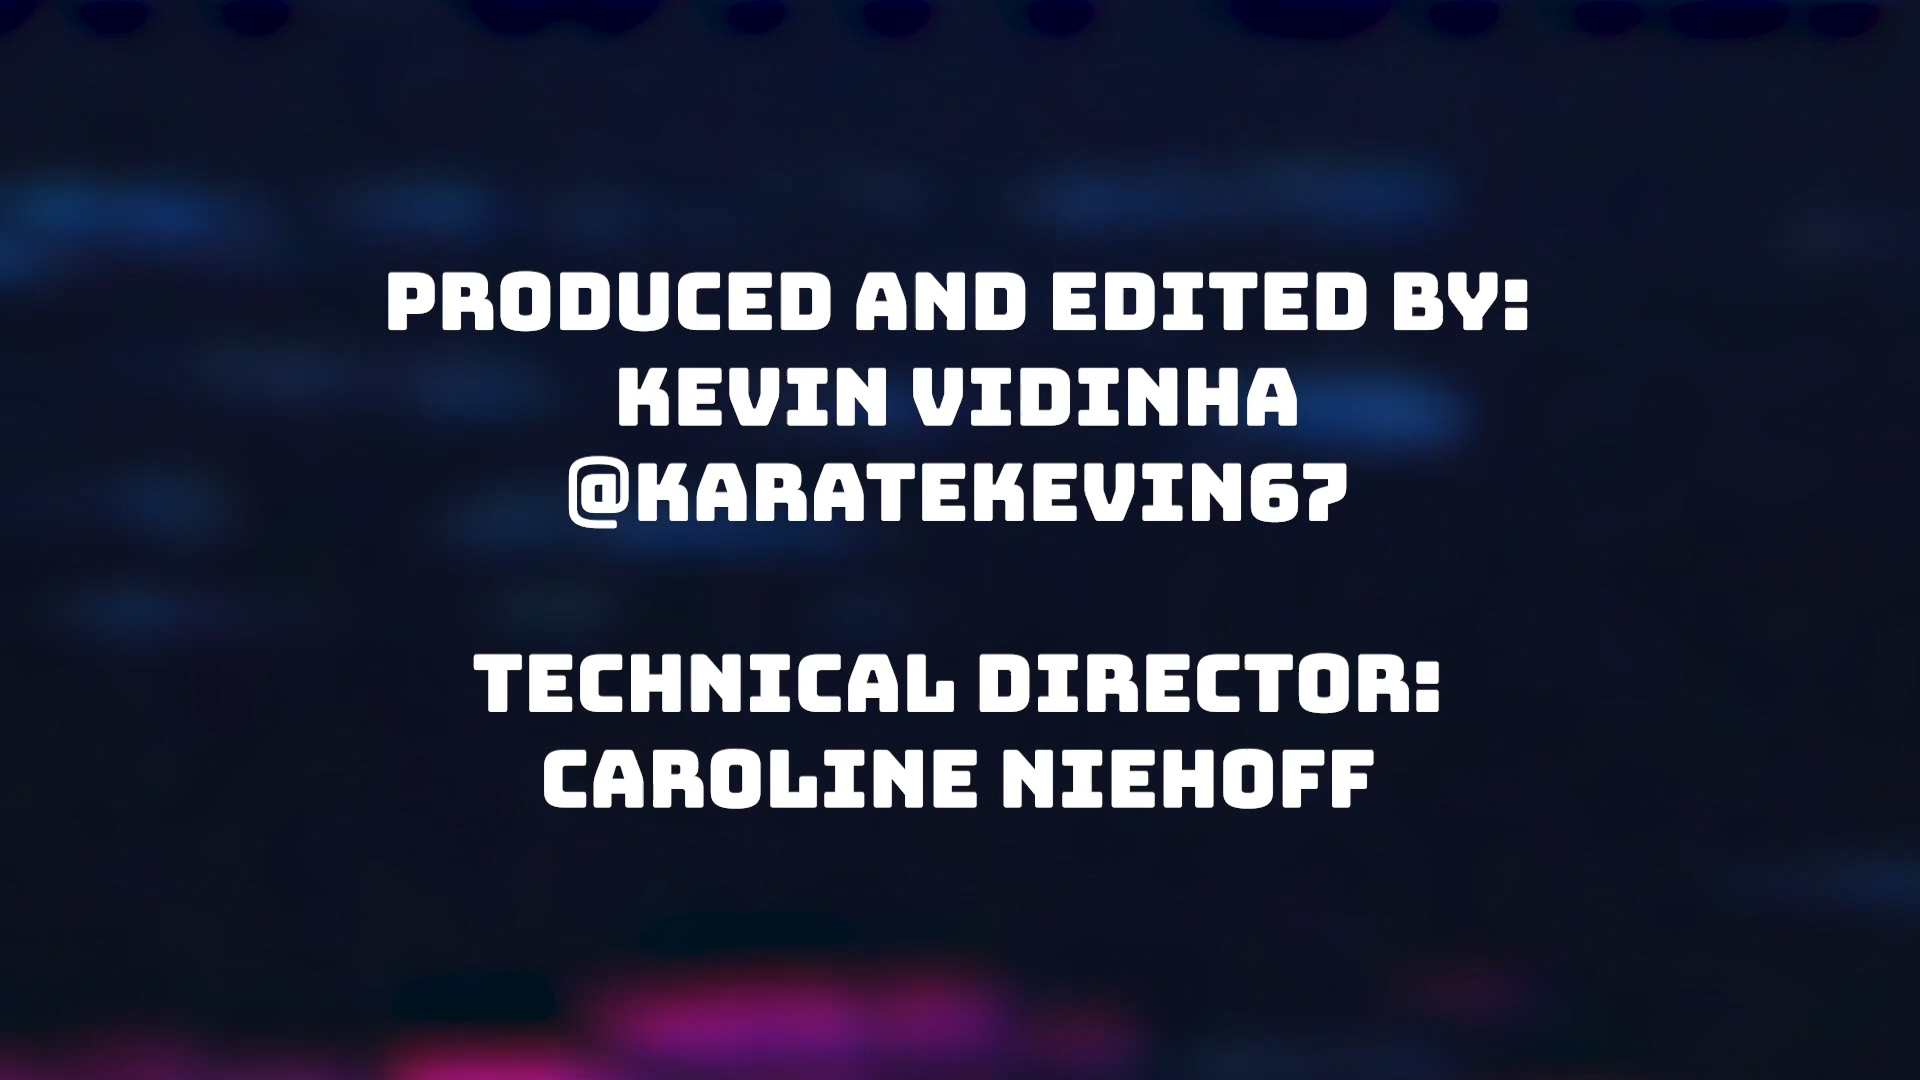 PRODUCED AND EDITED BY:
KEVIN VIDINHA
@KARATEKEVIN67
TECHNICAL DIRECTOR:
CAROLINE NIEHOFF